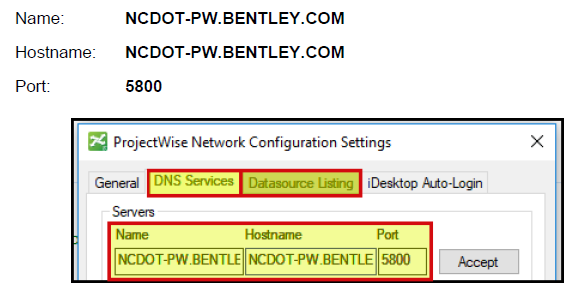 Name: NCDOT-PW.BENTLEY.COM
Hostname: NCDOT-PW.BENTLEY.COM
Port: 5800
ProjectWise Network Configuration Settings
General DNS Services Datasource Listing iDesktop Auto-Login
Servers
Name Hostname Port
NCDOT-PW.BENTLE NCDOT-PW.BENTLE 5800 Accept